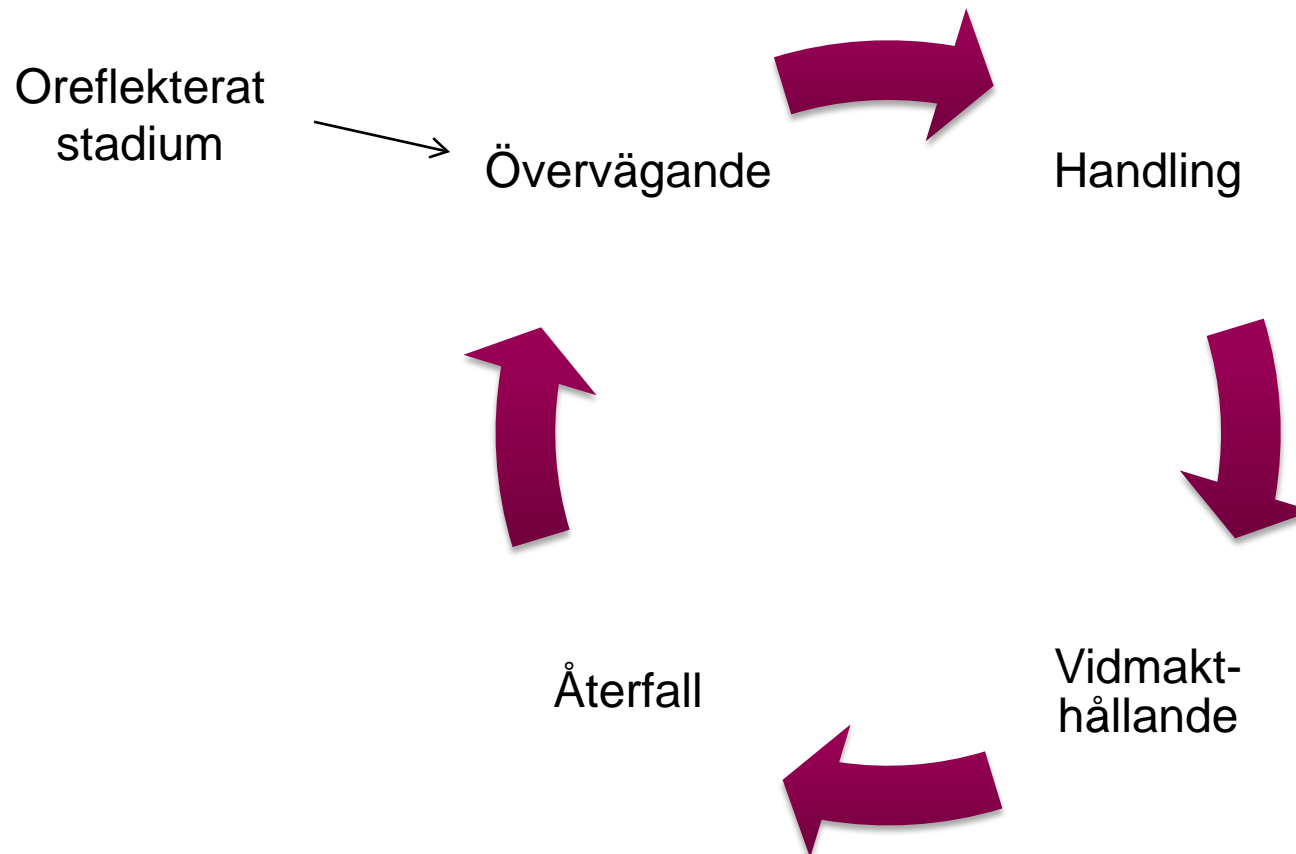 Oreflekterat
stadium
Övervägande
Handling
Vidmakt-
hållande
Återfall